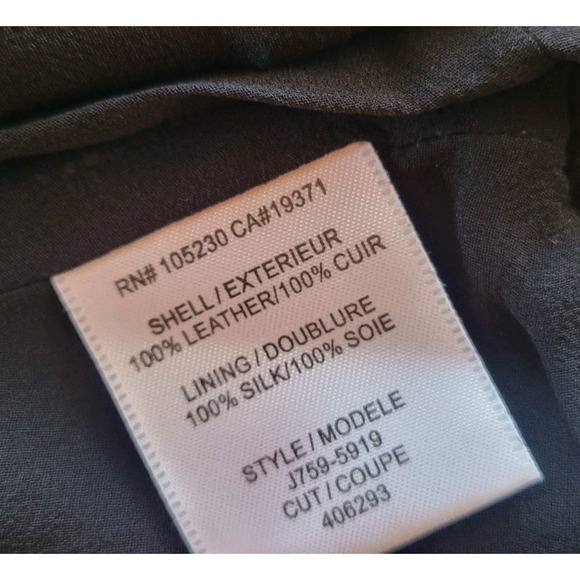 RN# 105230 CA#19371
SHELL/EXTERIEUR
100% LEATHER/100% CUIR
LINING/DOUBLURE
100% SILK/100% SOIE
STYLE/MODELE
J759-5919
CUT/COUPE
406293